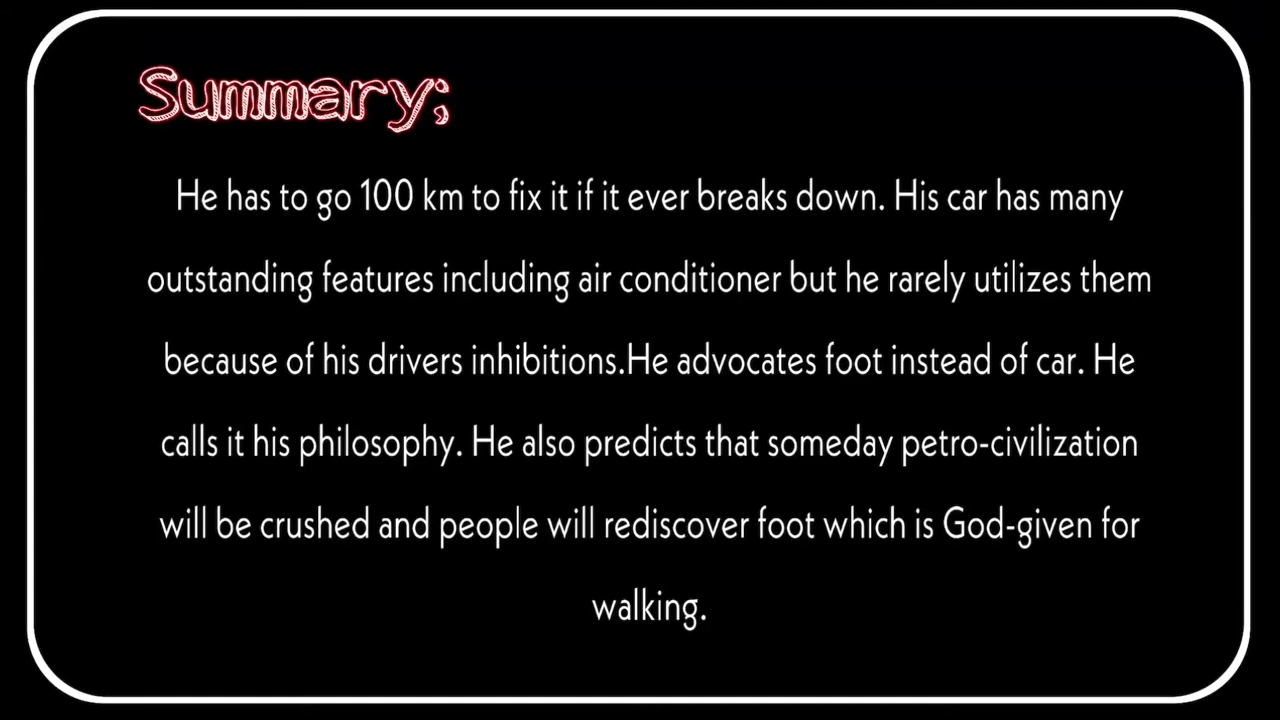 Summary;
He has to go 100 km to fix it if it ever breaks down. His car has many
outstanding features including air conditioner but he rarely utilizes them
because of his drivers inhibitions.He advocates foot instead of car. He
calls it his philosophy. He also predicts that someday petro-civilization
will be crushed and people will rediscover foot which is God-given for
walking.